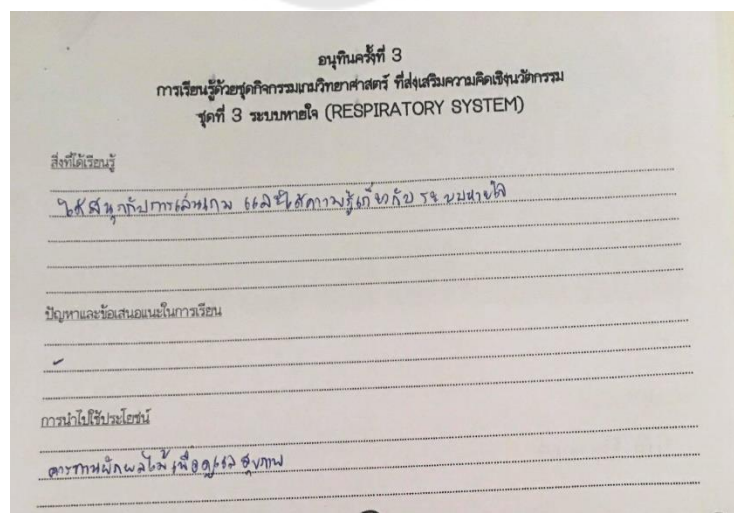 อนุทินครั้งที่ 3
การเรียนรู้ด้วยชุดกิจกรรมเกมวิทยาศาสตร์ ที่ส่งเสริมความคิดเชิงนวัตกรรม
ชุดที่ 3 ระบบหายใจ (RESPIRATORY SYSTEM)
สิ่งที่ได้เรียนรู้
ได้สนุกกับการเล่นเกม และได้ความรู้เกี่ยวกับ ระบบหายใจ
ปัญหาและข้อเสนอแนะในการเรียน
-
การนำไปใช้ประโยชน์
ควรทานผักผลไม้ เพื่อดูแลสุขภาพ